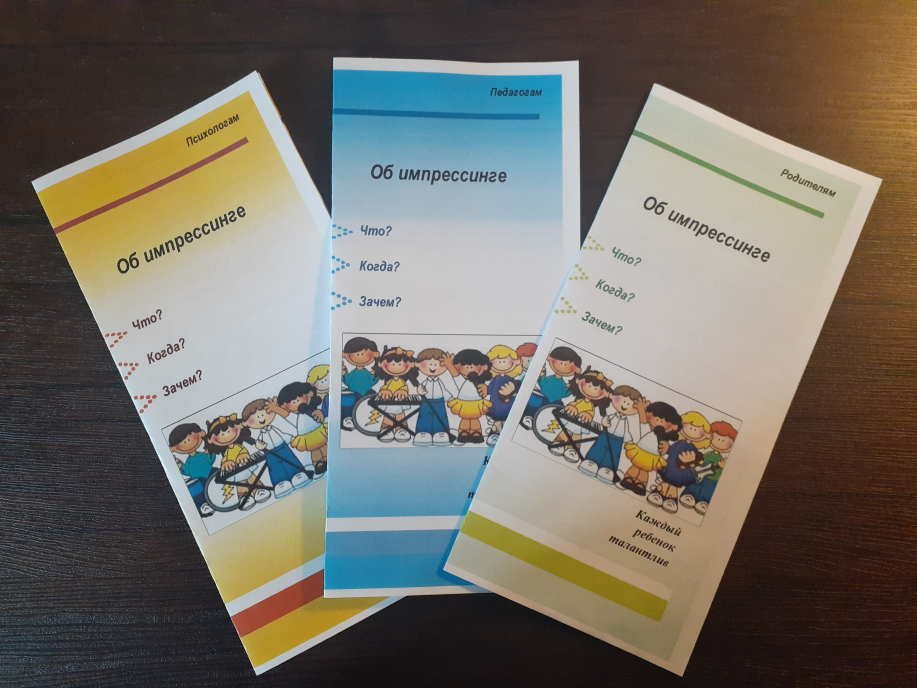 Психологам
Об импрессинге
Что?
Когда?
Зачем?
Педагогам
Об импрессинге
Что?
Когда?
Зачем?
Родителям
Об импрессинге
Что?
Когда?
Зачем?
Каждый
ребенок
талантлив